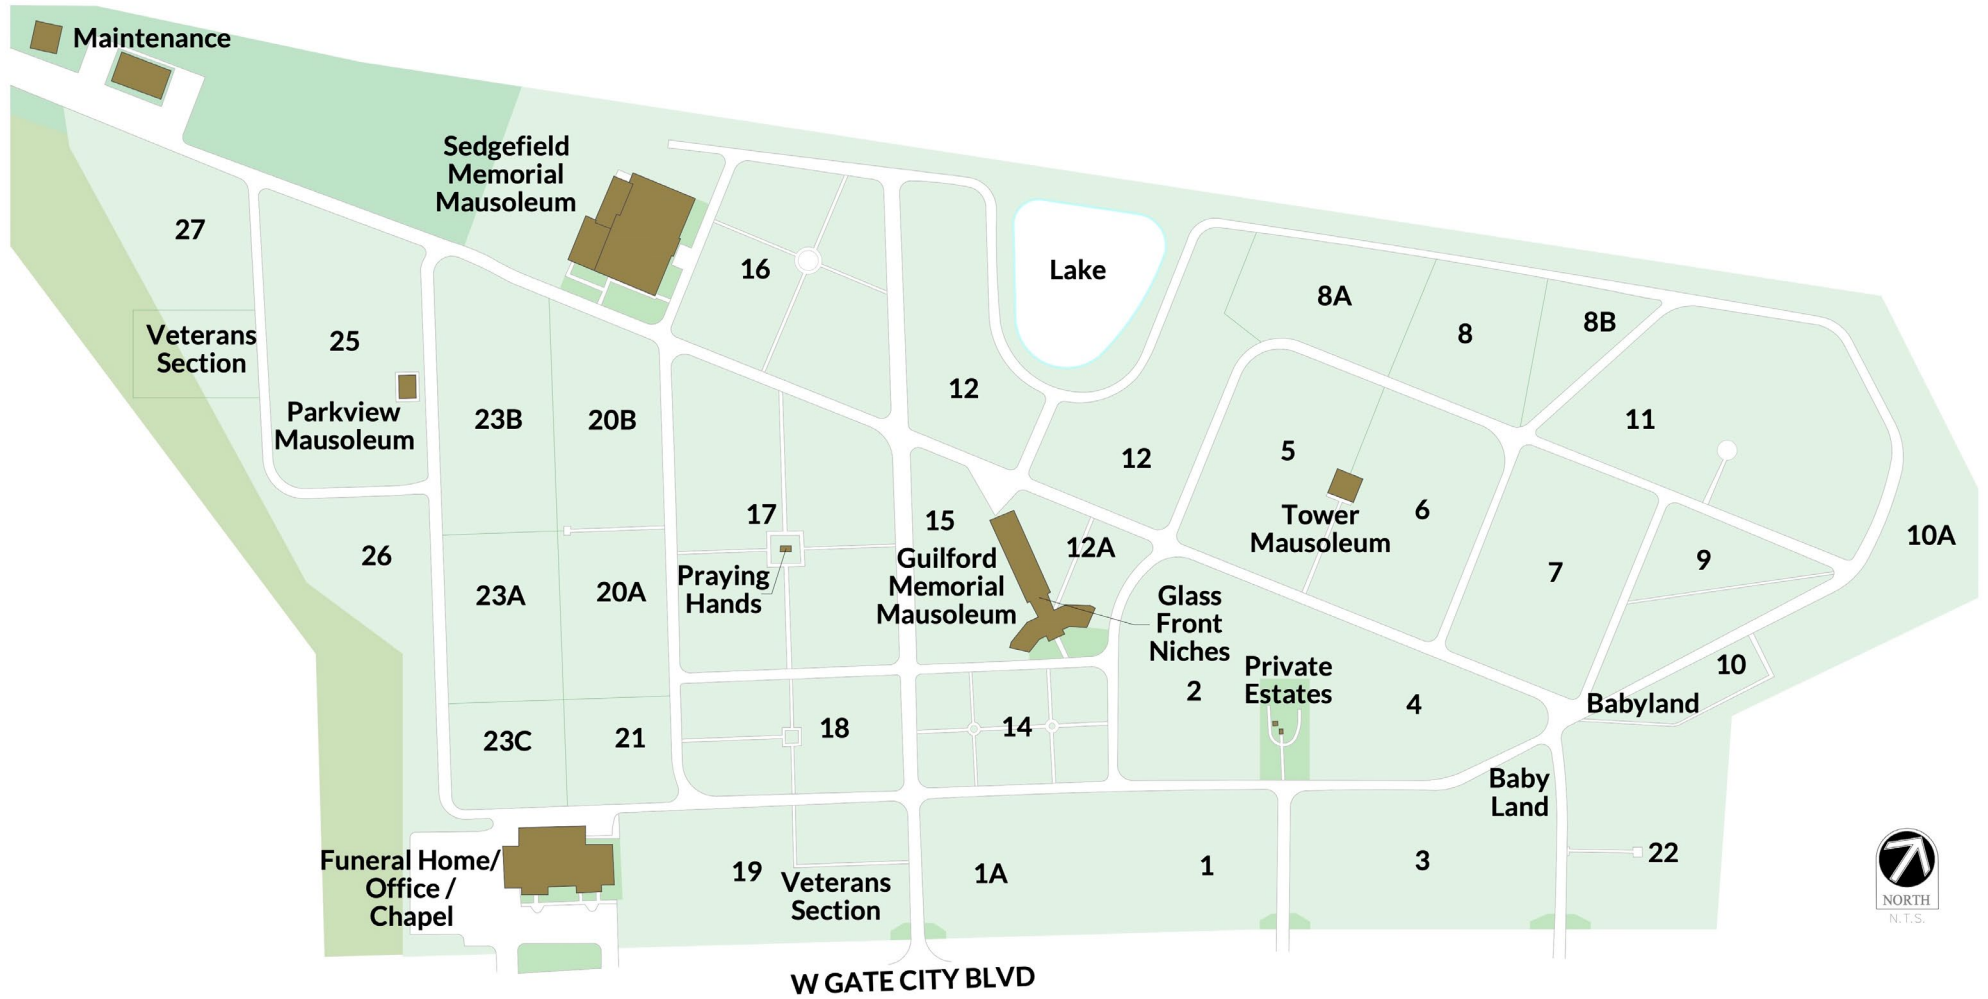 Maintenance
Sedgefield
Memorial
Mausoleum
27
16
Lake
8A
8
8B
Veterans
Section
25
Parkview
Mausoleum
23B
20B
12
12
5
11
17
15
12A
Tower
Mausoleum
6
10A
26
23A
20A
Praying
Hands
Guilford
Memorial
Mausoleum
Glass
Front
Niches
7
9
Private
Estates
10
2
4
Babyland
23C
21
18
14
Baby
Land
Funeral Home/
Office /
Chapel
19
Veterans
Section
1A
1
3
22
NORTH
N.T.S.
W GATE CITY BLVD